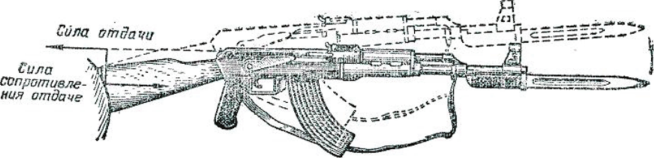 Сила отдачи
Сила
сопротивле-
ния отдаче